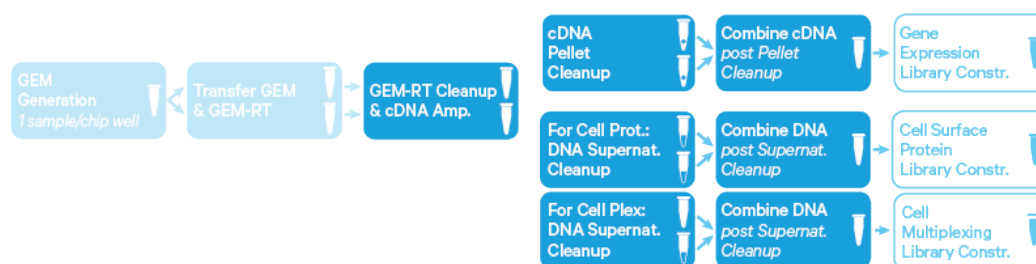 GEM
Generation
1 sample/chip well
Transfer GEM
& GEM-RT
GEM-RT Cleanup
& cDNA Amp.
cDNA
Pellet
Cleanup
Combine cDNA
post Pellet
Cleanup
Gene
Expression
Library Constr.
For Cell Prot.:
DNA Supernat.
Cleanup
Combine DNA
post Supernat.
Cleanup
Cell Surface
Protein
Library Constr.
For Cell Plex:
DNA Supernat.
Cleanup
Combine DNA
post Supernat.
Cleanup
Cell
Multiplexing
Library Constr.